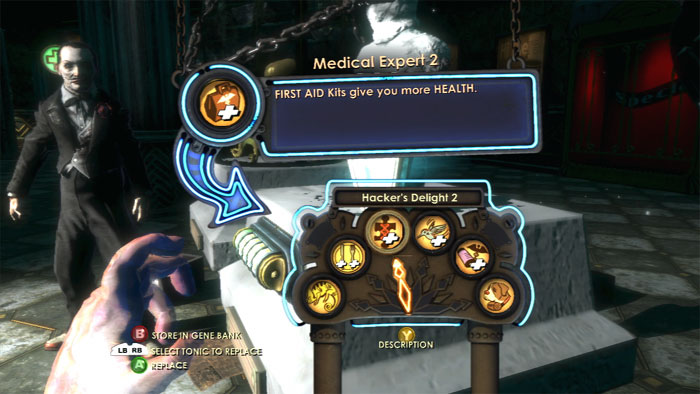 Medical Expert 2
FIRST AID Kits give you more HEALTH.
Hacker's Delight 2
B STORE IN GENE BANK
LB RB SELECT TONIC TO REPLACE
A REPLACE
Y
DESCRIPTION